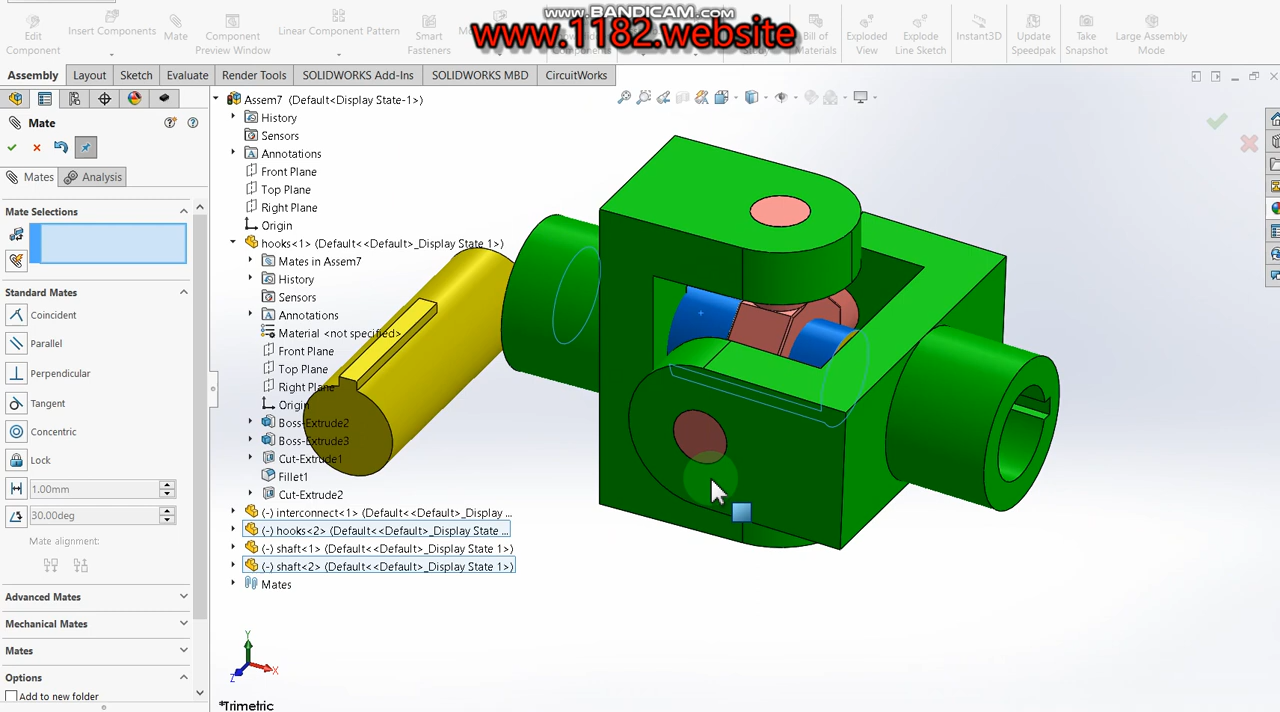 www.BANDICAM.com
www.1182.website
Edit Component
Insert Components
Mate
Component Preview Window
Linear Component Pattern
Smart Fasteners
Bill of Materials
Exploded View
Explode Line Sketch
Instant3D
Update Speedpak
Take Snapshot
Large Assembly Mode
Assembly
Layout
Sketch
Evaluate
Render Tools
SOLIDWORKS Add-Ins
SOLIDWORKS MBD
CircuitWorks
Mate
Mates
Analysis
Mate Selections
Standard Mates
Coincident
Parallel
Perpendicular
Tangent
Concentric
Lock
1.00mm
30.00deg
Mate alignment:
Advanced Mates
Mechanical Mates
Mates
Options
Add to new folder
Assem7 (Default<Display State-1>)
History
Sensors
Annotations
Front Plane
Top Plane
Right Plane
Origin
hooks<1> (Default<<Default>_Display State 1>)
Mates in Assem7
History
Sensors
Annotations
Material <not specified>
Front Plane
Top Plane
Right Plane
Origin
Boss-Extrude2
Boss-Extrude3
Cut-Extrude1
Fillet1
Cut-Extrude2
(-) interconnect<1> (Default<<Default>_Display ...
(-) hooks<2> (Default<<Default>_Display State ...
(-) shaft<1> (Default<<Default>_Display State 1>)
(-) shaft<2> (Default<<Default>_Display State 1>)
Mates
Y
X
Z
*Trimetric